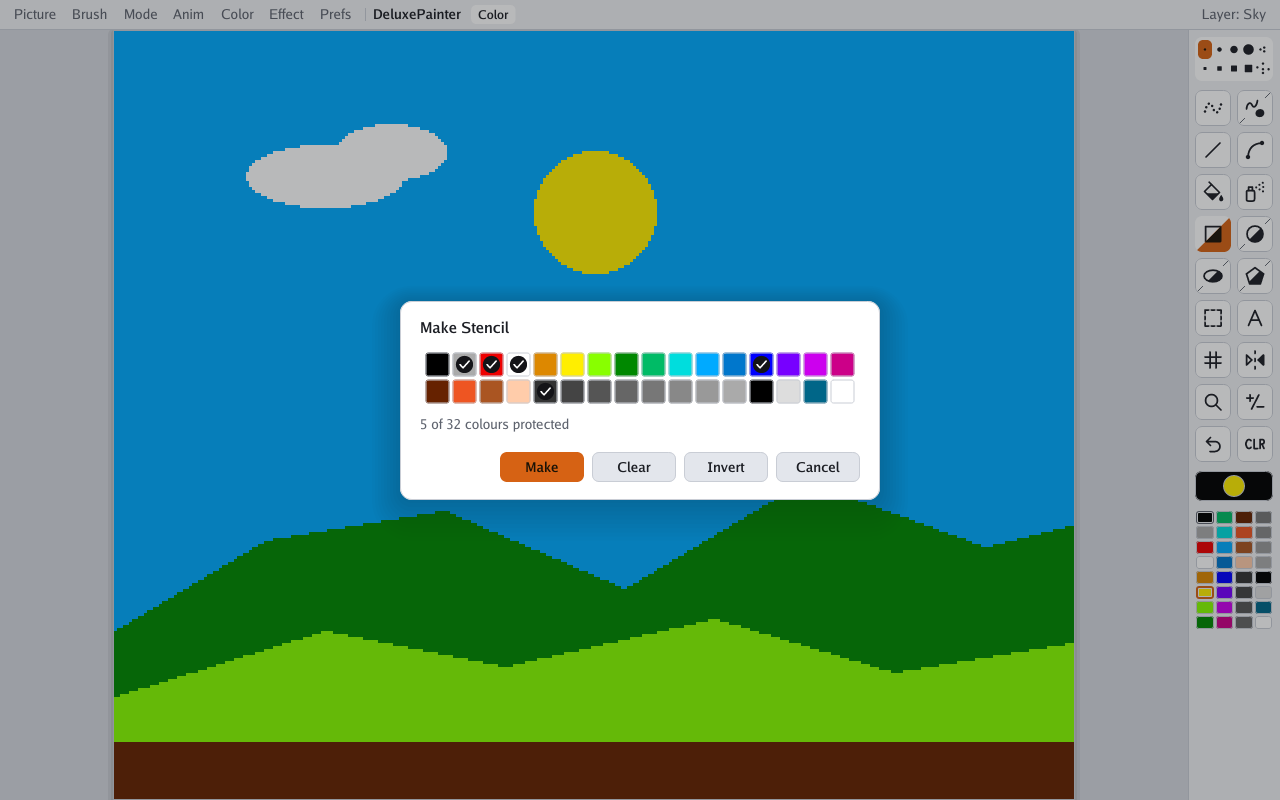 Picture Brush Mode Anim Color Effect Prefs DeluxePainter Color Layer: Sky
Make Stencil
5 of 32 colours protected
Make Clear Invert Cancel
A
CLR